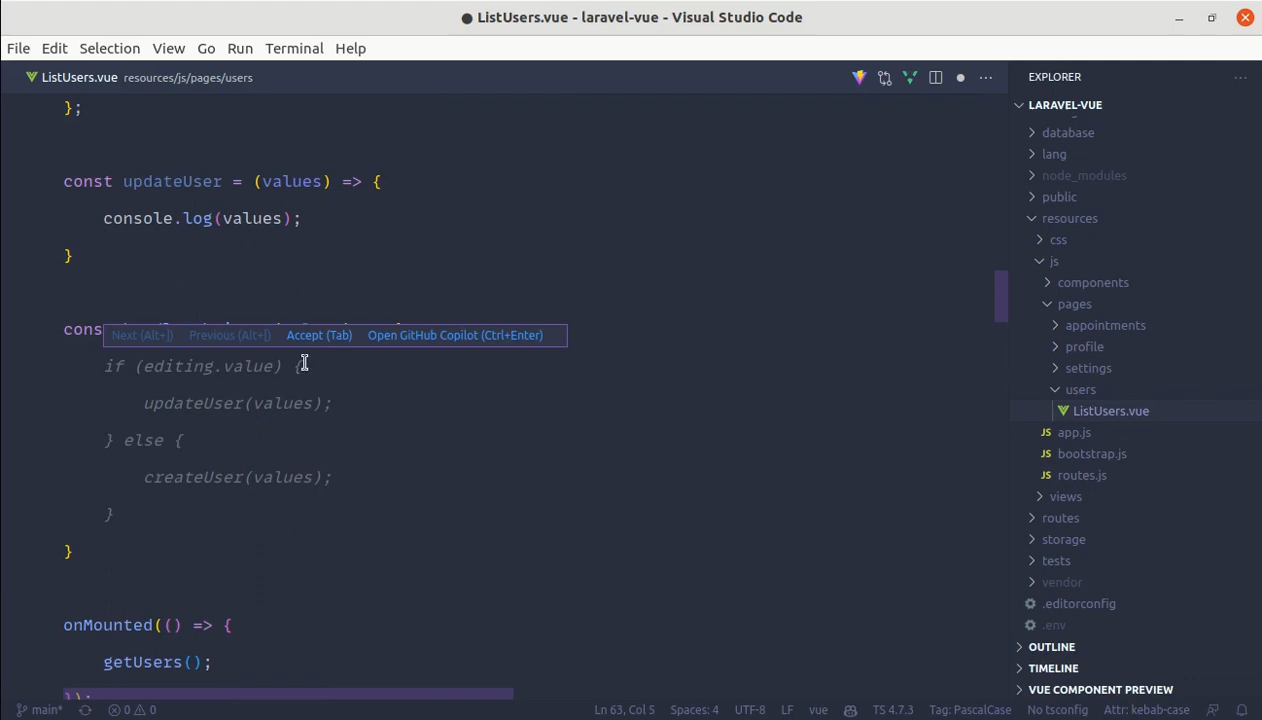 ListUsers.vue - laravel-vue - Visual Studio Code
File Edit Selection View Go Run Terminal Help
ListUsers.vue resources/js/pages/users
};
const updateUser = (values) => {
console.log(values);
}
cons
Next (Alt+]) Previous (Alt+[) Accept (Tab) Open GitHub Copilot (Ctrl+Enter)
if (editing.value) {
updateUser(values);
} else {
createUser(values);
}
}
onMounted(() => {
getUsers();
});
EXPLORER
LARAVEL-VUE
database
lang
node_modules
public
resources
css
js
components
pages
appointments
profile
settings
users
ListUsers.vue
JS app.js
JS bootstrap.js
JS routes.js
views
routes
storage
tests
vendor
.editorconfig
.env
OUTLINE
TIMELINE
VUE COMPONENT PREVIEW
main* 0 0 Ln 63, Col 5 Spaces: 4 UTF-8 LF vue TS 4.7.3 Tag: PascalCase No tsconfig Attr: kebab-case